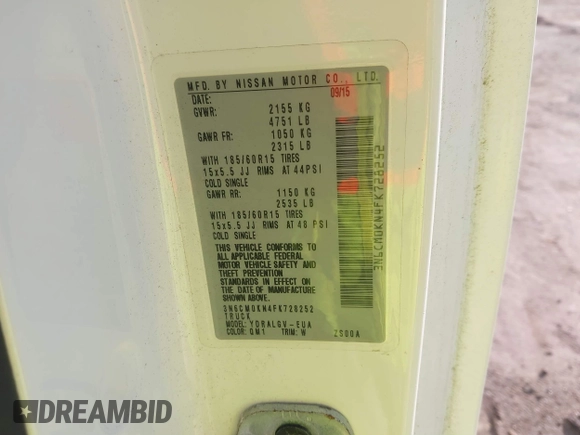 MFD. BY NISSAN MOTOR CO., LTD.
DATE: 09/15
GVWR: 2155 KG
4751 LB
GAWR FR: 1050 KG
2315 LB
WITH 185/60R15 TIRES
15x5.5 JJ RIMS AT 44PSI
COLD SINGLE
GAWR RR: 1150 KG
2535 LB
WITH 185/60R15 TIRES
15x5.5 JJ RIMS AT 48 PSI
COLD SINGLE
THIS VEHICLE CONFORMS TO
ALL APPLICABLE FEDERAL
MOTOR VEHICLE SAFETY AND
THEFT PREVENTION
STANDARDS IN EFFECT ON
THE DATE OF MANUFACTURE
SHOWN ABOVE.
3N6CM0KN4FK728252
TRUCK
MODEL: YDRALGV-EUA
COLOR: QM1 TRIM: W 2S00A
3N6CM0KN4FK728252
DREAMBID